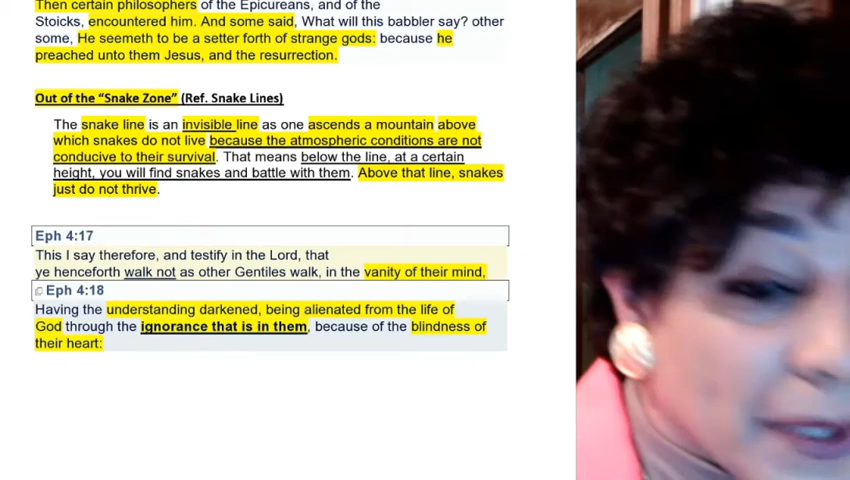 Then certain philosophers of the Epicureans, and of the
Stoicks, encountered him. And some said, What will this babbler say? other
some, He seemeth to be a setter forth of strange gods: because he
preached unto them Jesus, and the resurrection.
Out of the “Snake Zone” (Ref. Snake Lines)
The snake line is an invisible line as one ascends a mountain above
which snakes do not live because the atmospheric conditions are not
conducive to their survival. That means below the line, at a certain
height, you will find snakes and battle with them. Above that line, snakes
just do not thrive.
Eph 4:17
This I say therefore, and testify in the Lord, that
ye henceforth walk not as other Gentiles walk, in the vanity of their mind,
Eph 4:18
Having the understanding darkened, being alienated from the life of
God through the ignorance that is in them, because of the blindness of
their heart: